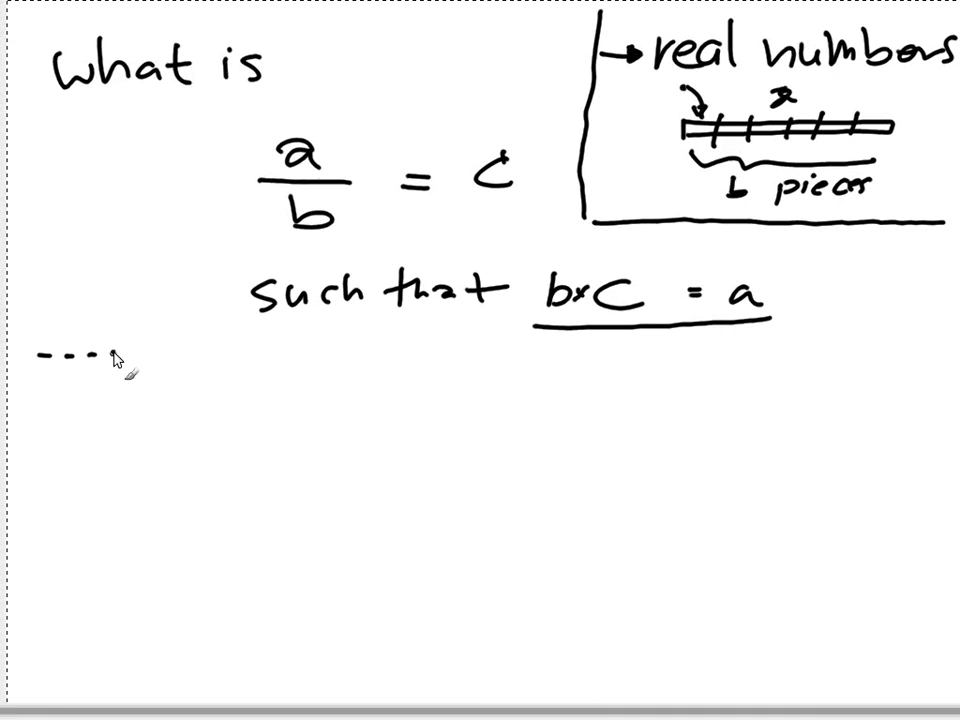 What is
a
b
= c
such that b×c = a
→ real numbers
a
b pieces
----